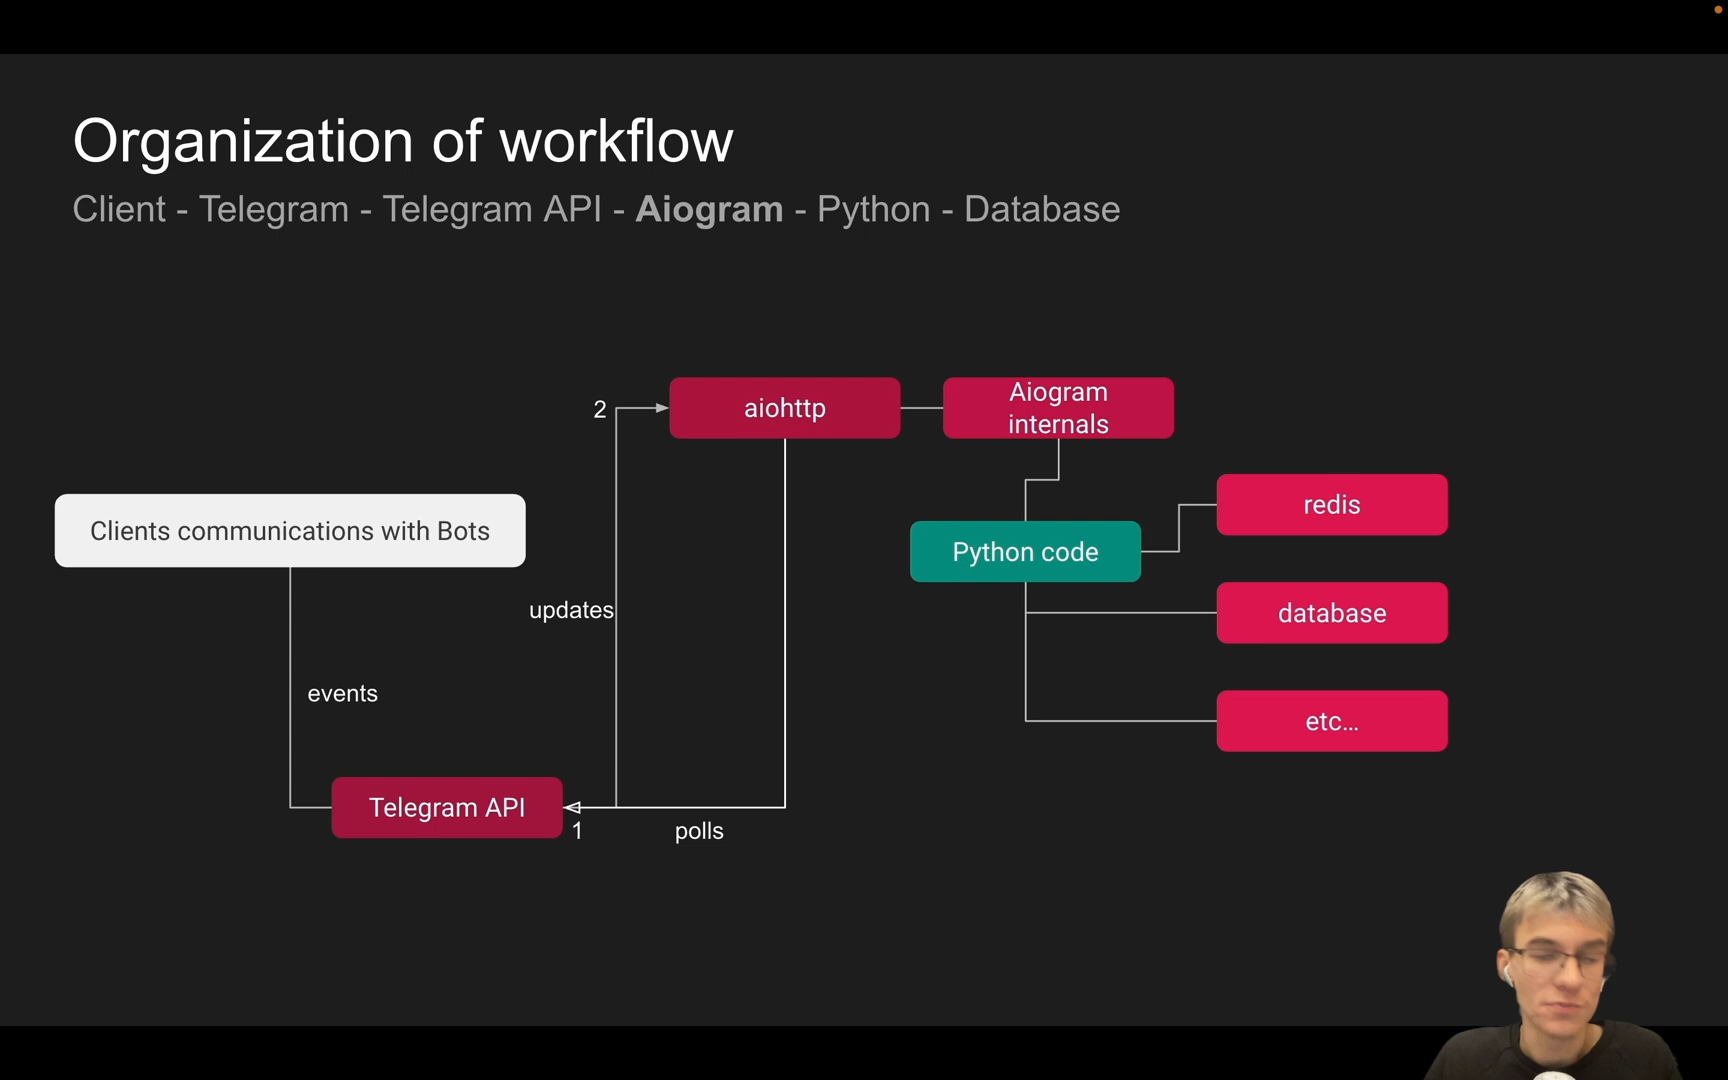 Organization of workflow
Client - Telegram - Telegram API - Aiogram - Python - Database
2
aiohttp
Aiogram
internals
redis
Clients communications with Bots
Python code
updates
database
events
etc...
Telegram API
1
polls